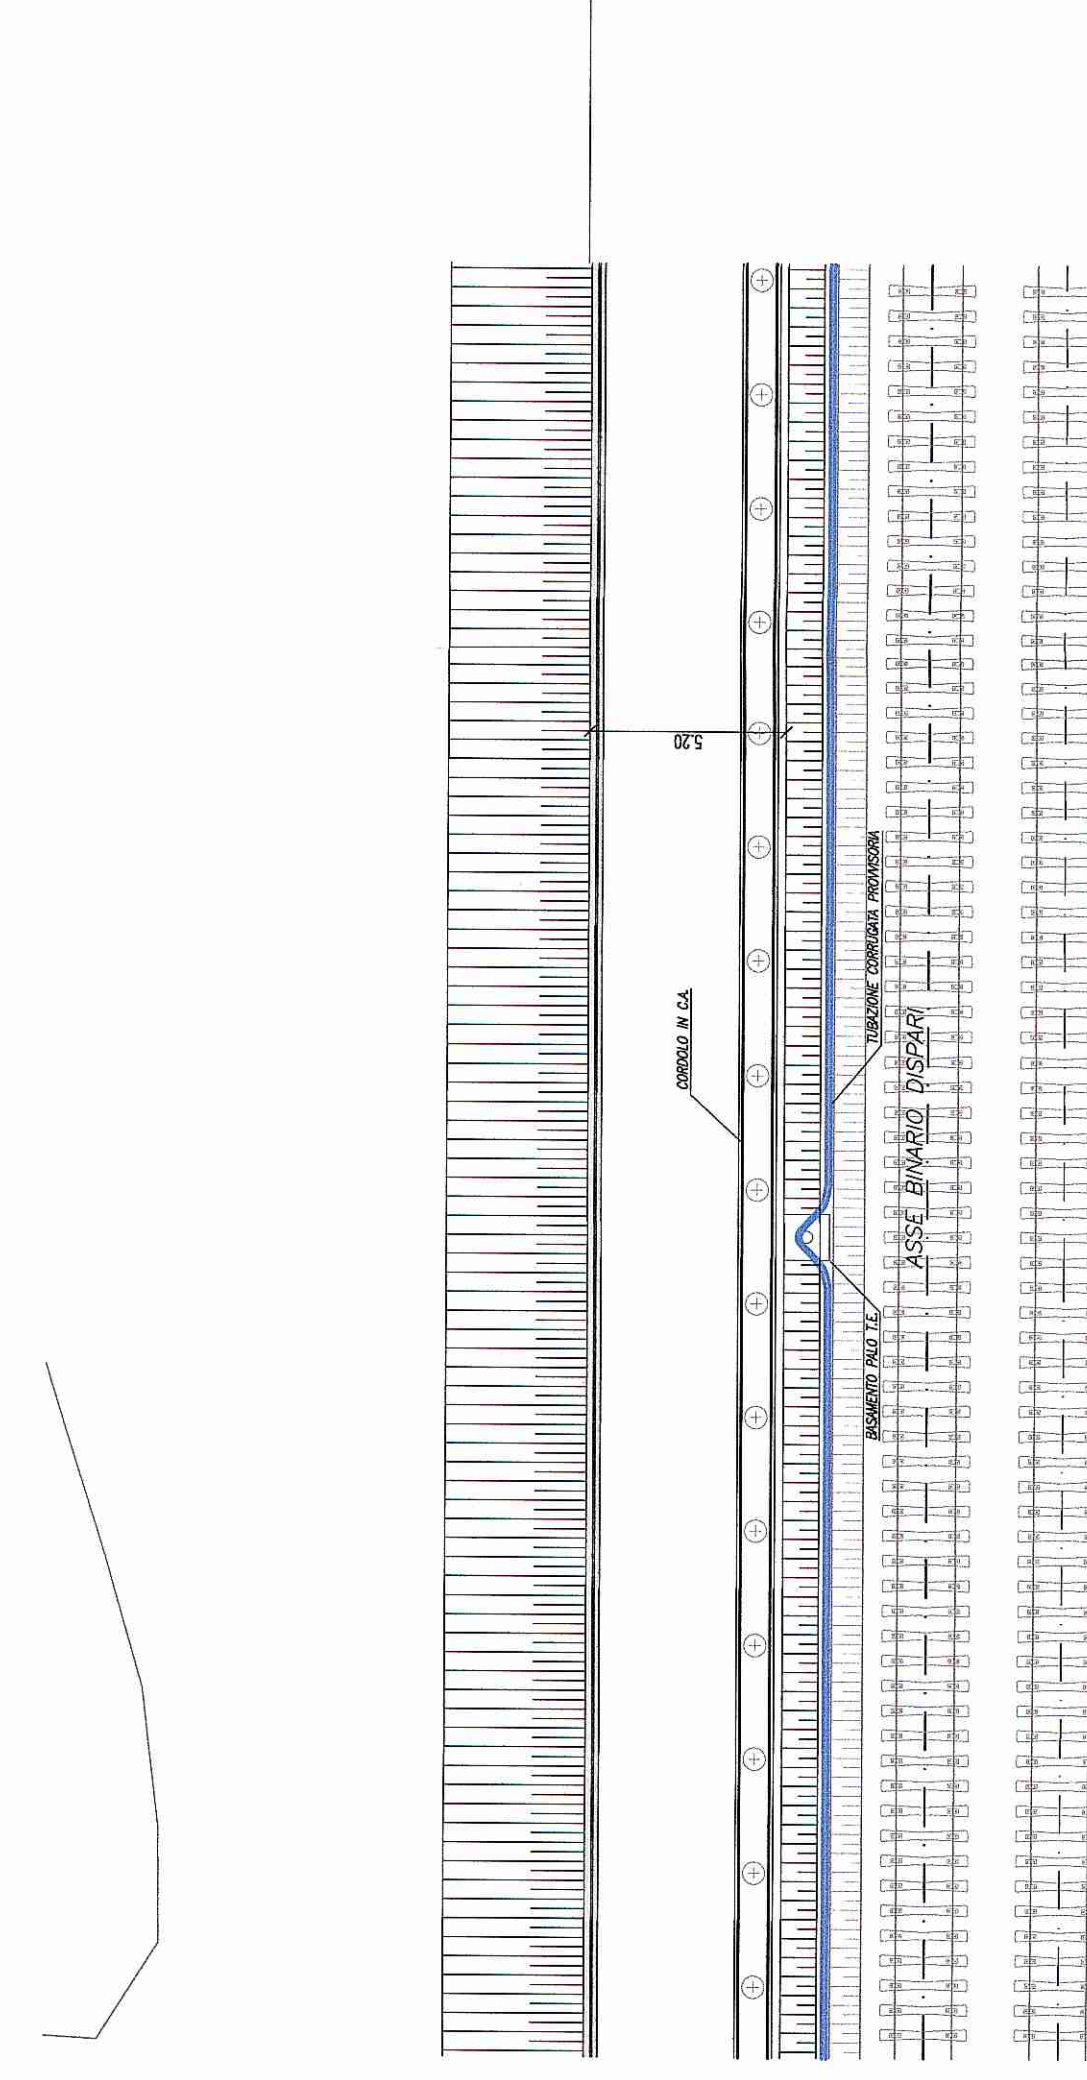 5.20
CORDOLO IN C.A.
TUBAZIONE CORRUGATA PROVVISORIA
ASSE BINARIO DISPARI
BASAMENTO PALO T.E.